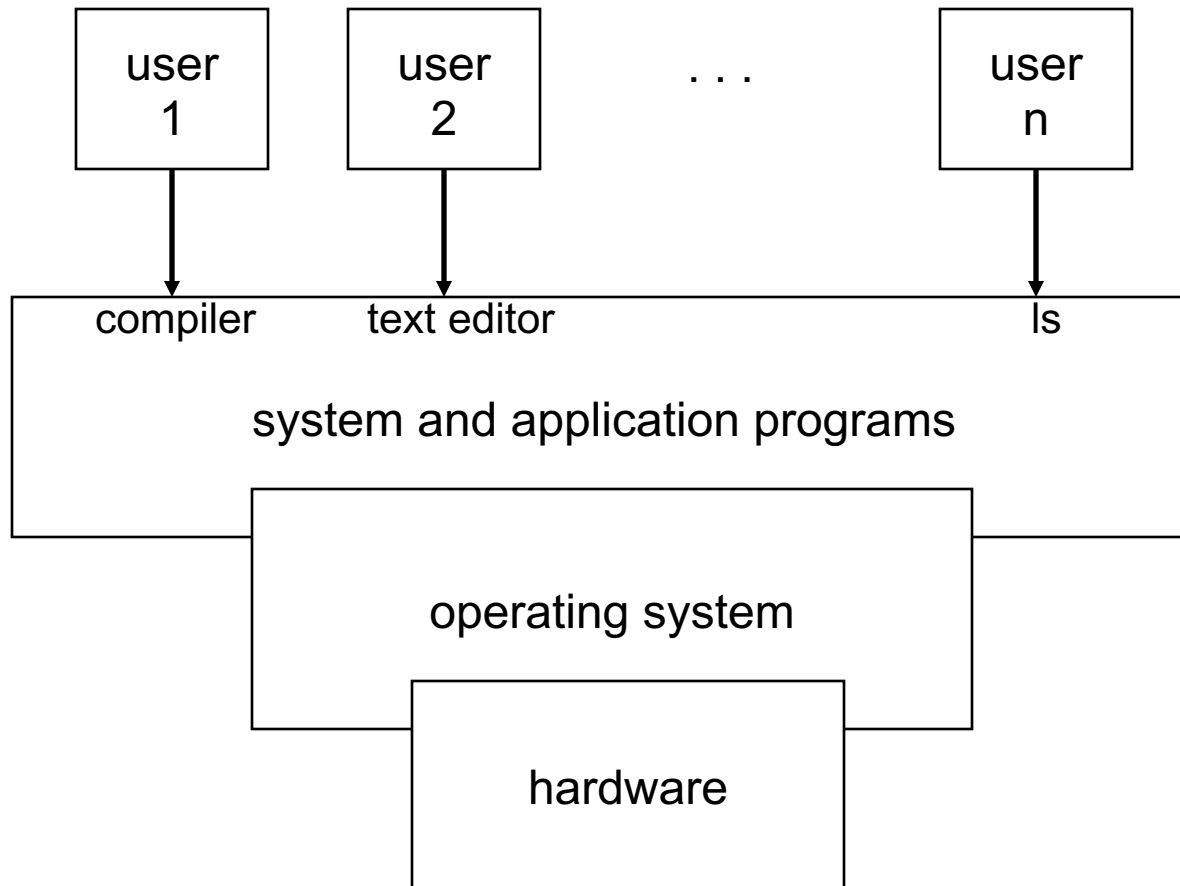 user
1
user
2
. . .
user
n
compiler
text editor
ls
system and application programs
operating system
hardware